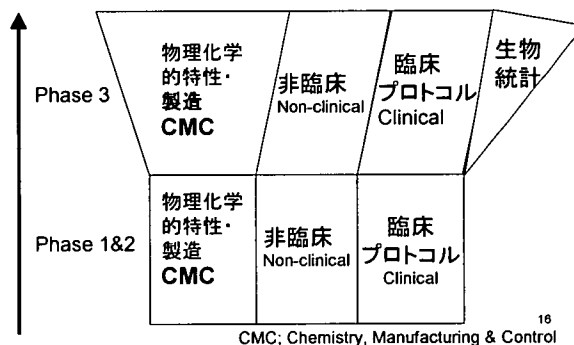 Phase 3
物理化学
的特性・
製造
CMC
非臨床
Non-clinical
臨床
プロトコル
Clinical
生物
統計
Phase 1&2
物理化学
的特性・
製造
CMC
非臨床
Non-clinical
臨床
プロトコル
Clinical
16
CMC; Chemistry, Manufacturing & Control